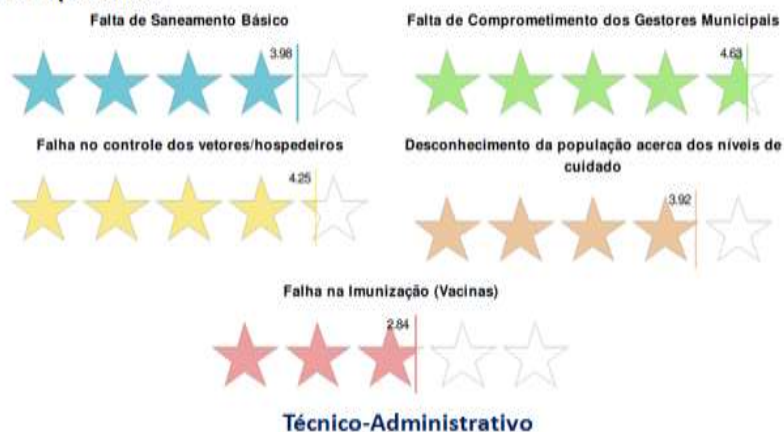 Falta de Saneamento Básico
3.98
Falta de Comprometimento dos Gestores Municipais
4.63
Falha no controle dos vetores/hospedeiros
4.25
Desconhecimento da população acerca dos níveis de
cuidado
3.92
Falha na Imunização (Vacinas)
2.84
Técnico-Administrativo